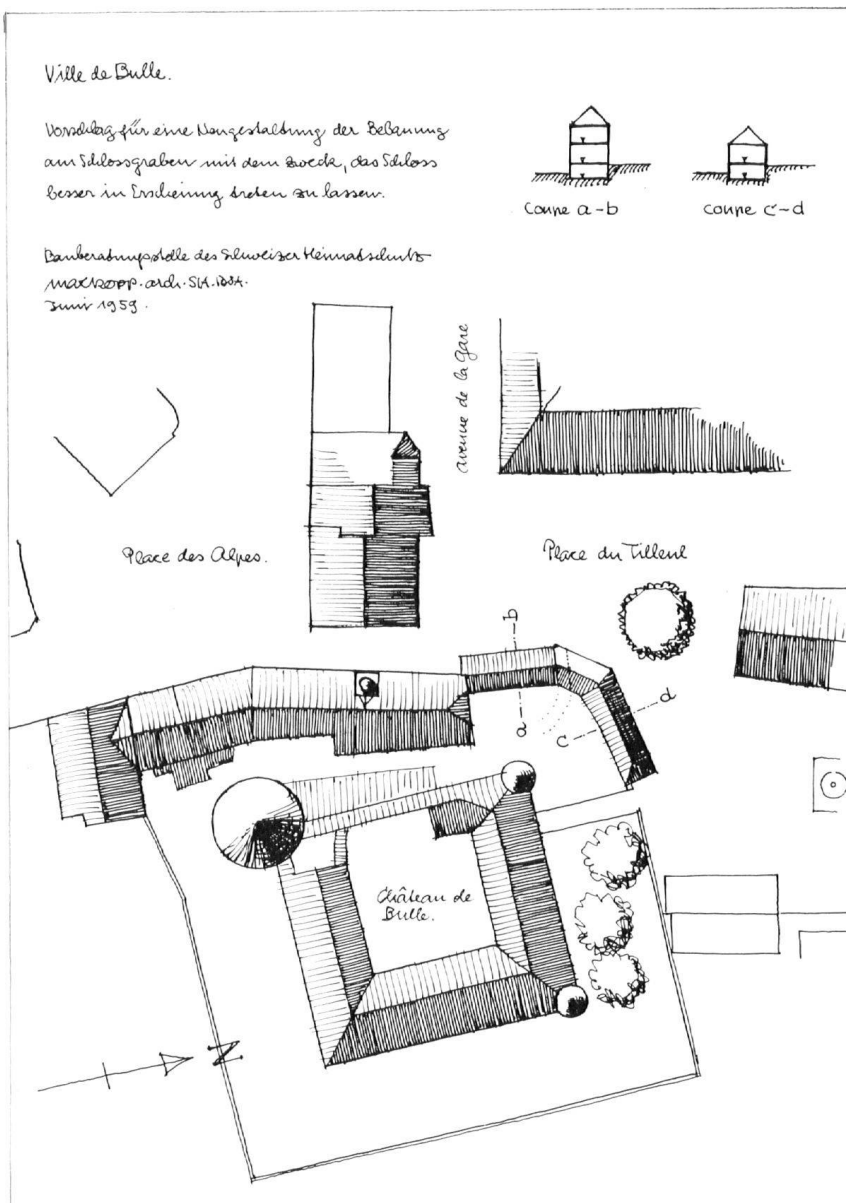 Ville de Bulle.
Vorschlag für eine Neugestaltung der Bebauung
am Schlossgraben mit dem Zweck, das Schloss
besser in Erscheinung treten zu lassen.
Bauberatungsstelle des Schweizer Heimatschutz
max kopp. arch. SIA. BSA.
Juni 1959.
coupe a-b
coupe c-d
avenue de la Gare
Place des Alpes.
Place du Tilleul
b
d
a
c
Château de
Bulle.
N